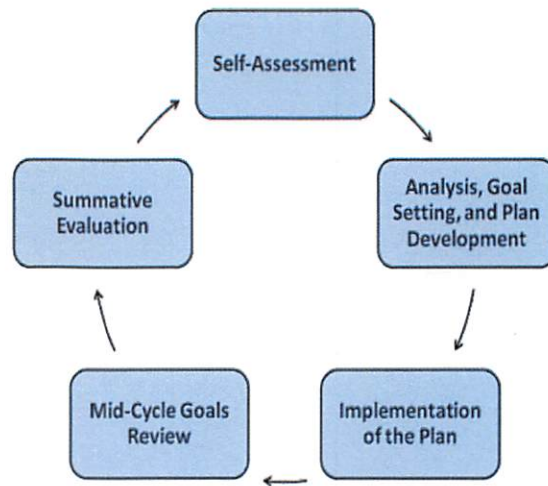 Self-Assessment
Analysis, Goal
Setting, and Plan
Development
Implementation
of the Plan
Mid-Cycle Goals
Review
Summative
Evaluation